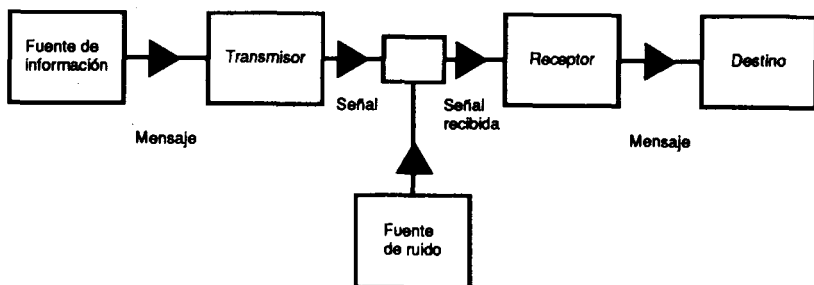 Fuente de
información
Transmisor
Receptor
Destino
Señal
Señal
recibida
Mensaje
Mensaje
Fuente
de ruido